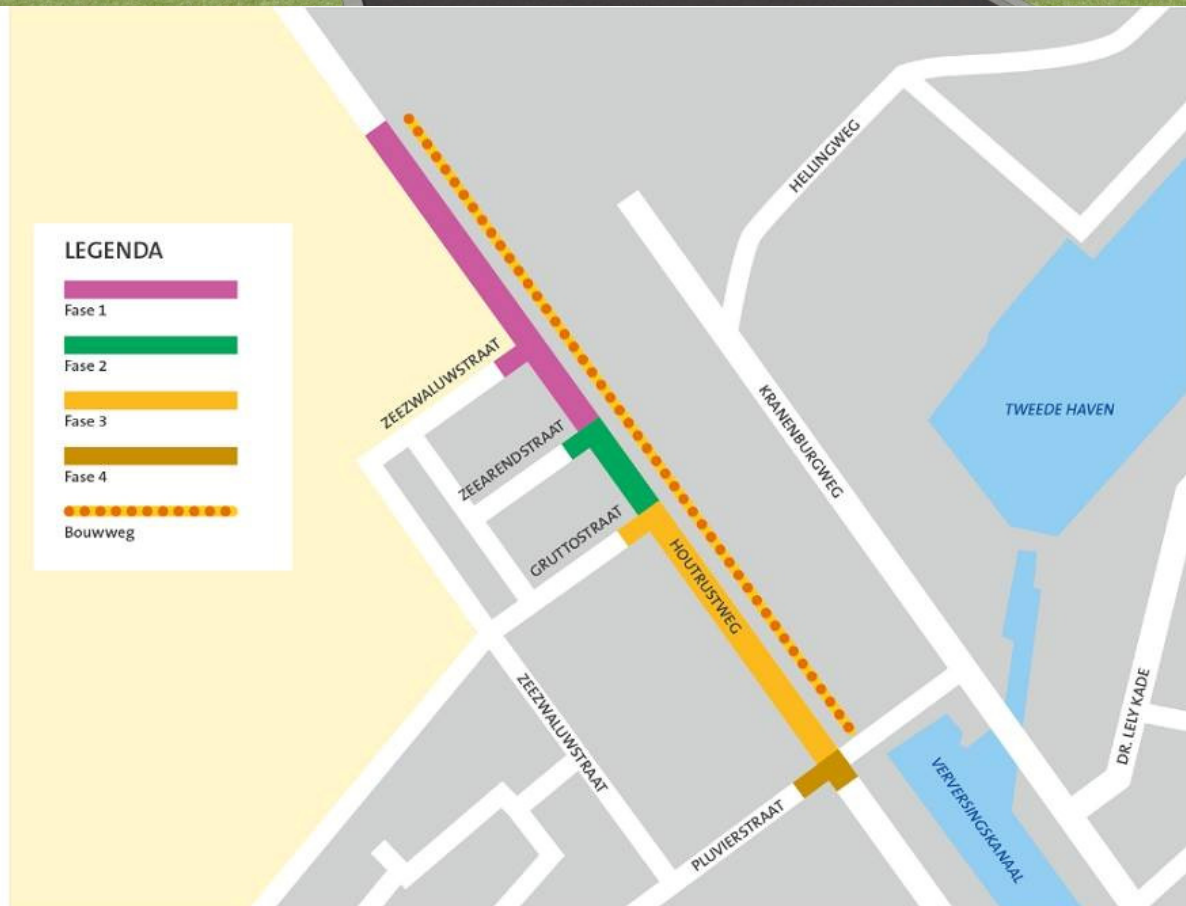 HELLINGWEG
LEGENDA
Fase 1
Fase 2
Fase 3
Fase 4
Bouwweg
ZEEZWALUWSTRAAT
ZEEARENDSTRAAT
GRUTTOSTRAAT
HOUTRUSTWEG
KRANENBURGWEG
TWEEDE HAVEN
ZEEZWALUWSTRAAT
PLUVIERSTRAAT
VERVERSINGSKANAAL
DR. LELY KADE